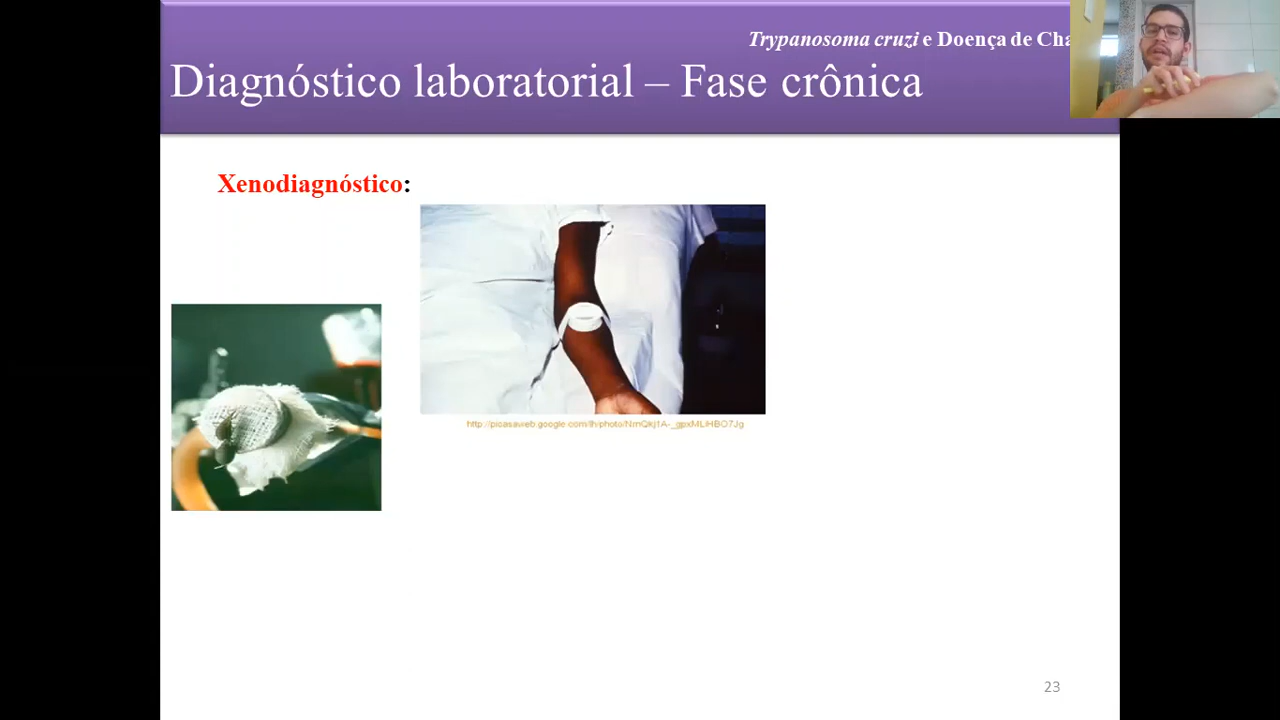 Trypanosoma cruzi e Doença de Cha
Diagnóstico laboratorial – Fase crônica
Xenodiagnóstico:
23